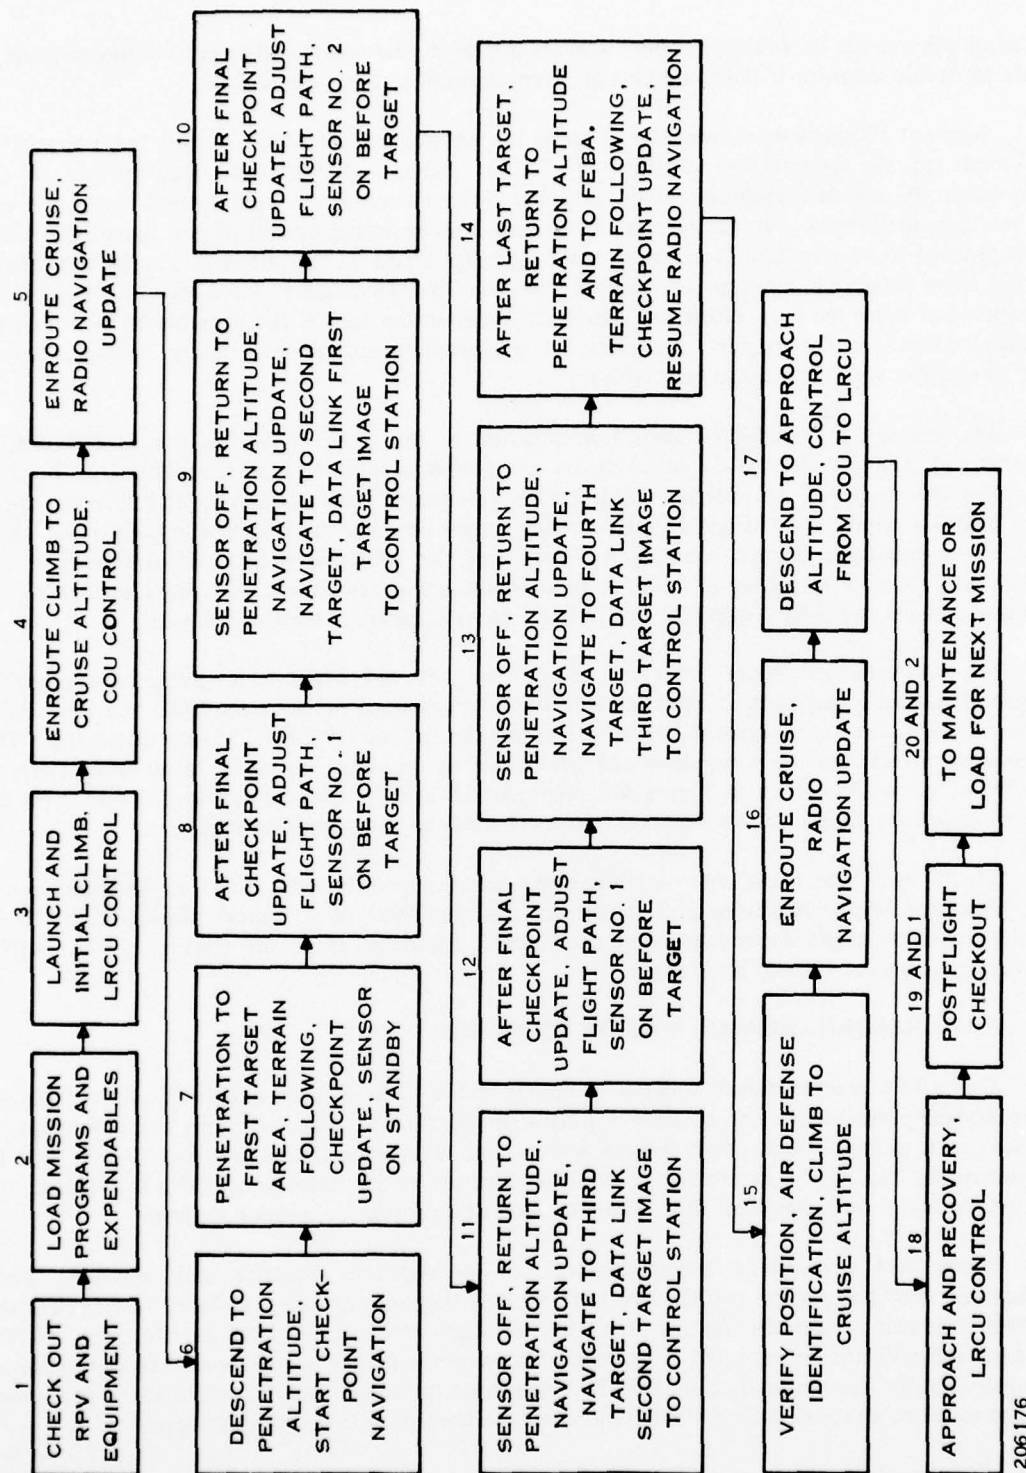 1
CHECK OUT
RPV AND
EQUIPMENT
2
LOAD MISSION
PROGRAMS AND
EXPENDABLES
3
LAUNCH AND
INITIAL CLIMB,
LRCU CONTROL
4
ENROUTE CLIMB TO
CRUISE ALTITUDE,
COU CONTROL
5
ENROUTE CRUISE,
RADIO NAVIGATION
UPDATE
6
DESCEND TO
PENETRATION
ALTITUDE,
START CHECK-
POINT
NAVIGATION
7
PENETRATION TO
FIRST TARGET
AREA, TERRAIN
FOLLOWING,
CHECKPOINT
UPDATE, SENSOR
ON STANDBY
8
AFTER FINAL
CHECKPOINT
UPDATE, ADJUST
FLIGHT PATH,
SENSOR NO. 1
ON BEFORE
TARGET
9
SENSOR OFF, RETURN TO
PENETRATION ALTITUDE,
NAVIGATION UPDATE,
NAVIGATE TO SECOND
TARGET, DATA LINK FIRST
TARGET IMAGE
TO CONTROL STATION
10
AFTER FINAL
CHECKPOINT
UPDATE, ADJUST
FLIGHT PATH,
SENSOR NO. 2
ON BEFORE
TARGET
11
SENSOR OFF, RETURN TO
PENETRATION ALTITUDE,
NAVIGATION UPDATE,
NAVIGATE TO THIRD
TARGET, DATA LINK
SECOND TARGET IMAGE
TO CONTROL STATION
12
AFTER FINAL
CHECKPOINT
UPDATE, ADJUST
FLIGHT PATH,
SENSOR NO. 1
ON BEFORE
TARGET
13
SENSOR OFF, RETURN TO
PENETRATION ALTITUDE,
NAVIGATION UPDATE,
NAVIGATE TO FOURTH
TARGET, DATA LINK
THIRD TARGET IMAGE
TO CONTROL STATION
14
AFTER LAST TARGET,
RETURN TO
PENETRATION ALTITUDE
AND TO FEBA.
TERRAIN FOLLOWING,
CHECKPOINT UPDATE,
RESUME RADIO NAVIGATION
15
VERIFY POSITION, AIR DEFENSE
IDENTIFICATION, CLIMB TO
CRUISE ALTITUDE
16
ENROUTE CRUISE,
RADIO
NAVIGATION UPDATE
17
DESCEND TO APPROACH
ALTITUDE, CONTROL
FROM COU TO LRCU
18
APPROACH AND RECOVERY,
LRCU CONTROL
19 AND 1
POSTFLIGHT
CHECKOUT
20 AND 2
TO MAINTENANCE OR
LOAD FOR NEXT MISSION
206176